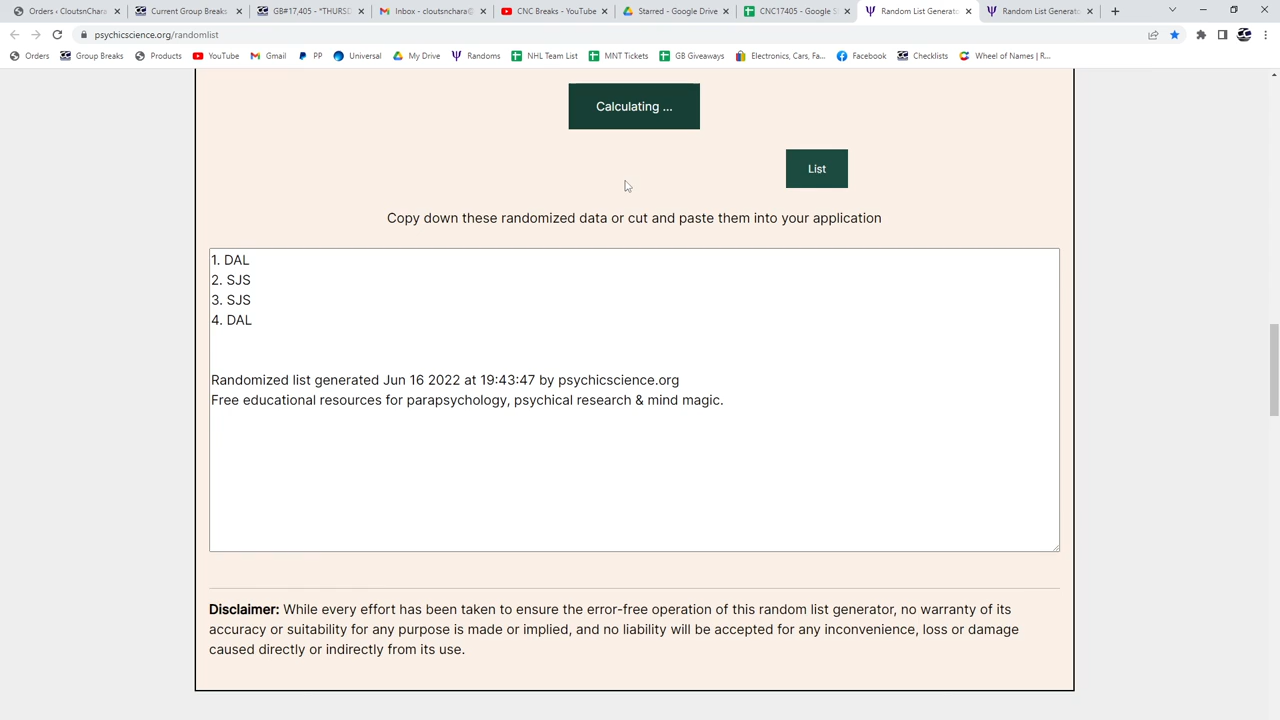 Orders ‹ CloutsnChara
Current Group Breaks
GB#17,405 - *THURSD
Inbox - cloutsnchara@
CNC Breaks - YouTube
Starred - Google Drive
CNC17405 - Google S
Random List Generato
Random List Generato
psychicscience.org/randomlist
Orders
Group Breaks
Products
YouTube
Gmail
PP
Universal
My Drive
Randoms
NHL Team List
MNT Tickets
GB Giveaways
Electronics, Cars, Fa...
Facebook
Checklists
Wheel of Names | R...
Calculating ...
List
Copy down these randomized data or cut and paste them into your application
1. DAL
2. SJS
3. SJS
4. DAL
Randomized list generated Jun 16 2022 at 19:43:47 by psychicscience.org
Free educational resources for parapsychology, psychical research & mind magic.
Disclaimer: While every effort has been taken to ensure the error-free operation of this random list generator, no warranty of its
accuracy or suitability for any purpose is made or implied, and no liability will be accepted for any inconvenience, loss or damage
caused directly or indirectly from its use.